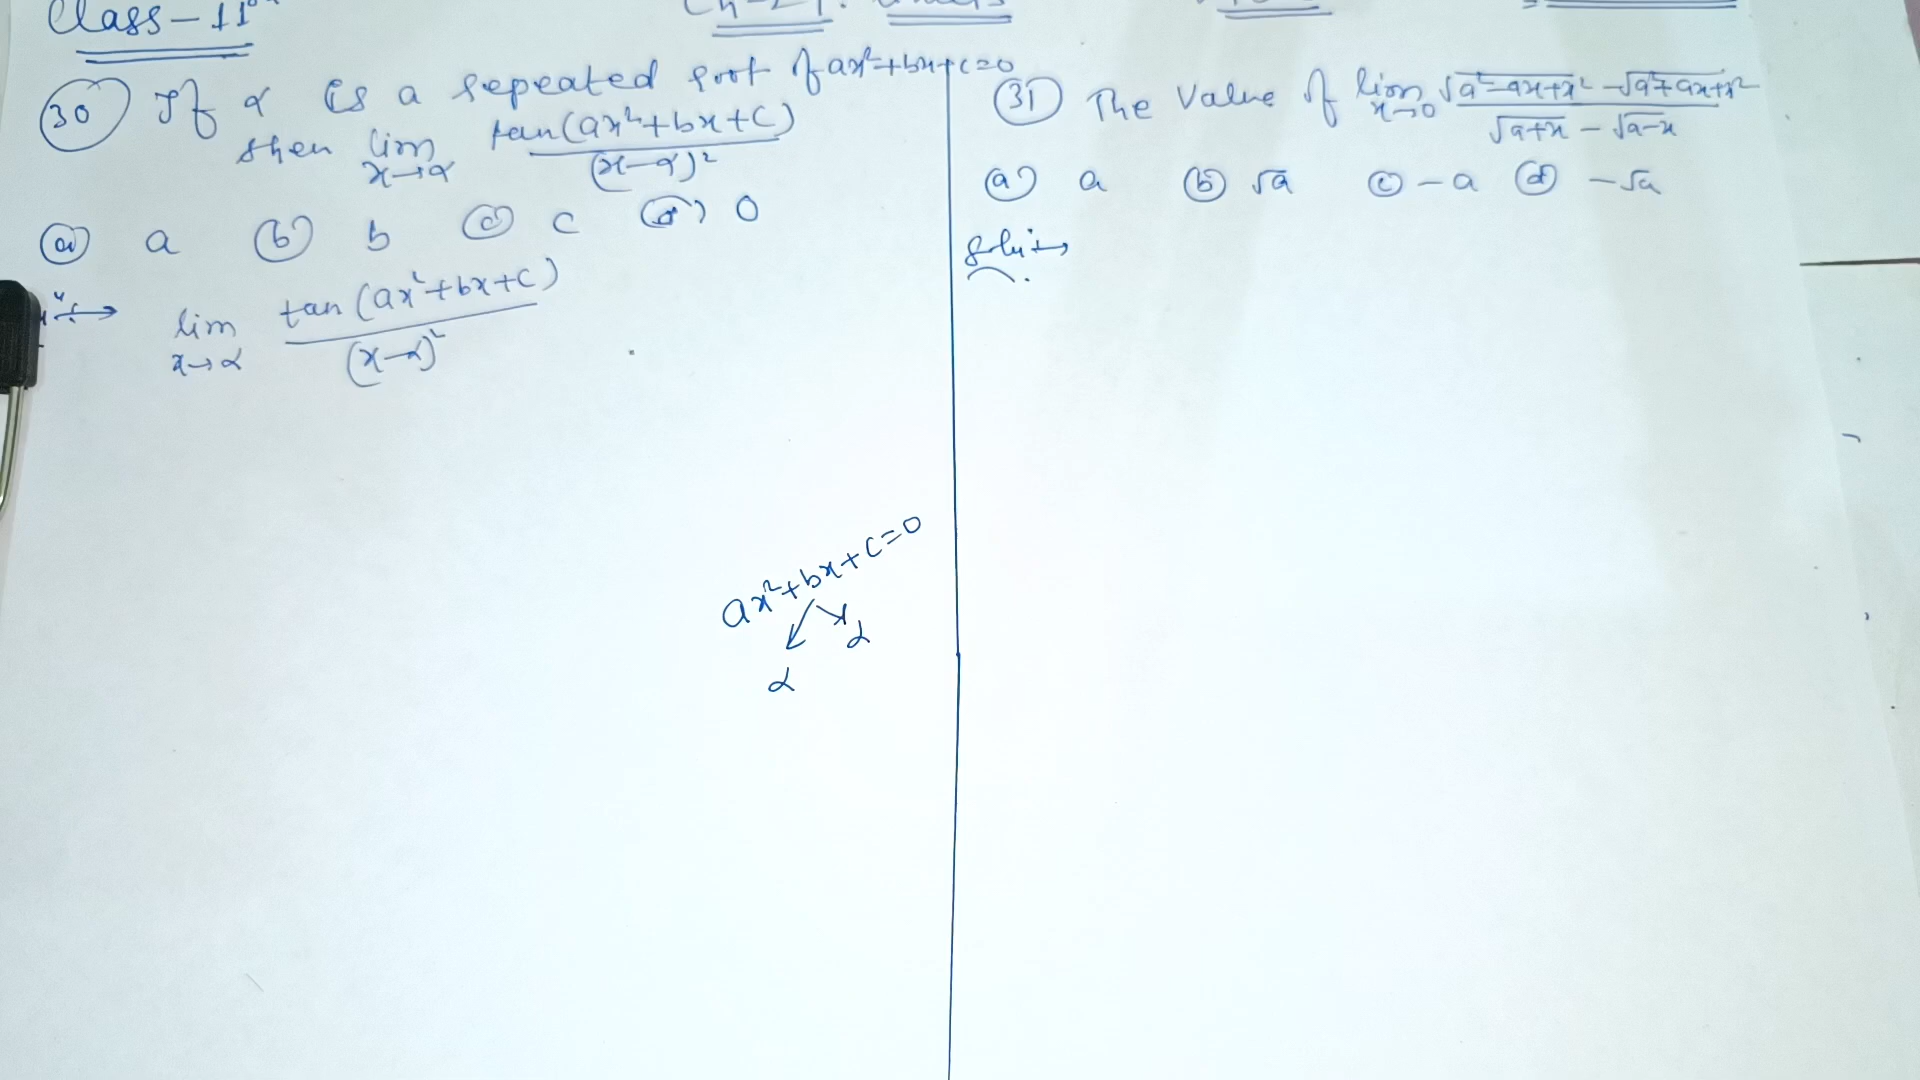 Class-11
30 If α is a repeated root of ax²+bx+c=0
then lim x→α tan(ax²+bx+c) / (x-α)²
(a) a (b) b (c) c (d) 0
lim x→α tan(ax²+bx+c) / (x-α)²
ax²+bx+c=0
α α
31 The Value of lim x→0 √a²-ax+x² - √a²+ax+x² / √a+x - √a-x
(a) a (b) √a (c) -a (d) -√a